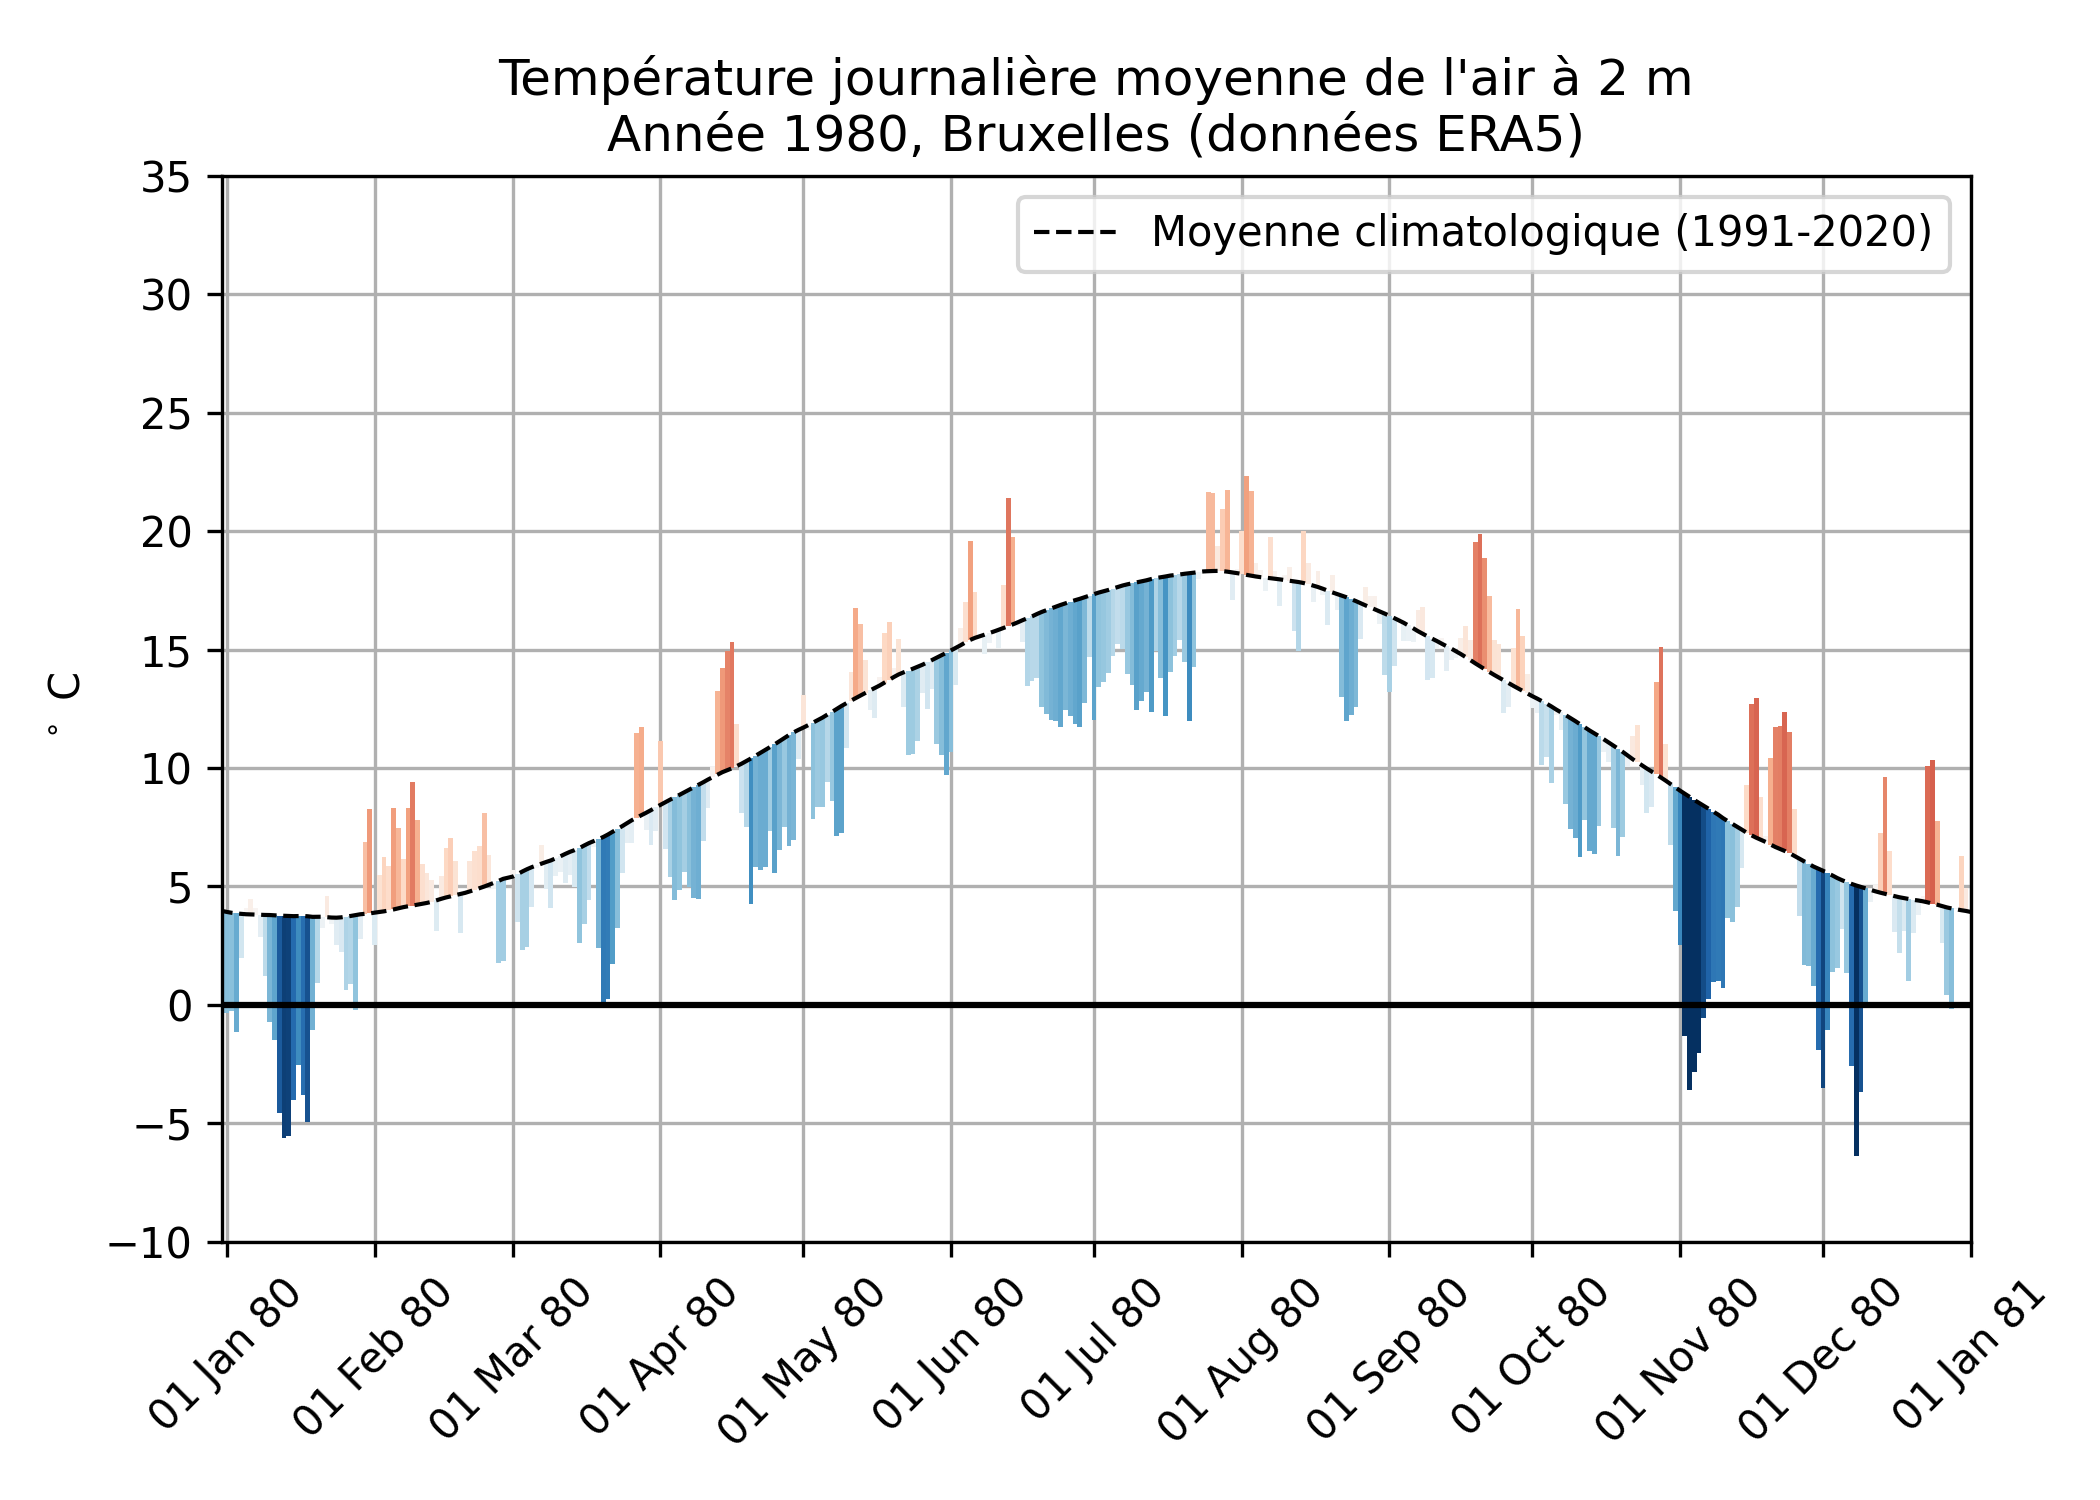 Température journalière moyenne de l'air à 2 m
Année 1980, Bruxelles (données ERA5)
Moyenne climatologique (1991-2020)
° C
35
30
25
20
15
10
5
0
−5
−10
01 Jan 80
01 Feb 80
01 Mar 80
01 Apr 80
01 May 80
01 Jun 80
01 Jul 80
01 Aug 80
01 Sep 80
01 Oct 80
01 Nov 80
01 Dec 80
01 Jan 81